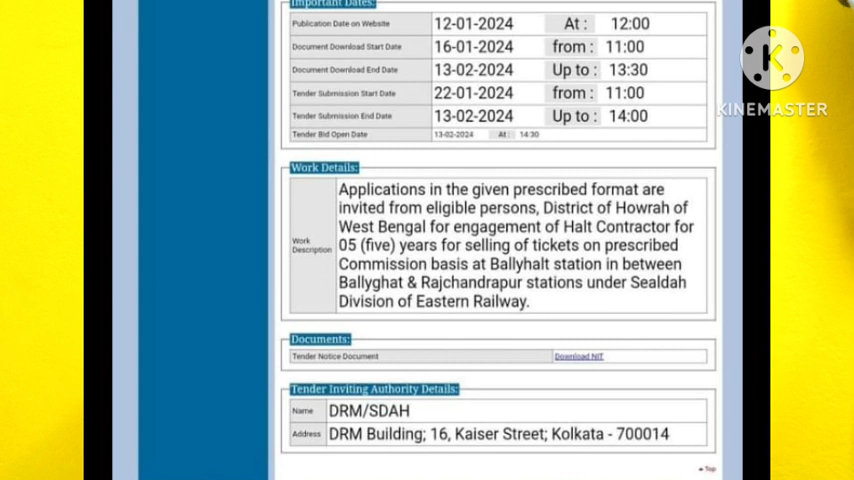 Important Dates:
Publication Date on Website 12-01-2024 At : 12:00
Document Download Start Date 16-01-2024 from : 11:00
Document Download End Date 13-02-2024 Up to : 13:30
Tender Submission Start Date 22-01-2024 from : 11:00
Tender Submission End Date 13-02-2024 Up to : 14:00
Tender Bid Open Date 13-02-2024 At : 14:30
KINEMASTER
Work Details:
Work Description
Applications in the given prescribed format are
invited from eligible persons, District of Howrah of
West Bengal for engagement of Halt Contractor for
05 (five) years for selling of tickets on prescribed
Commission basis at Ballyhalt station in between
Ballyghat & Rajchandrapur stations under Sealdah
Division of Eastern Railway.
Documents:
Tender Notice Document Download NIT
Tender Inviting Authority Details:
Name DRM/SDAH
Address DRM Building; 16, Kaiser Street; Kolkata - 700014
Top